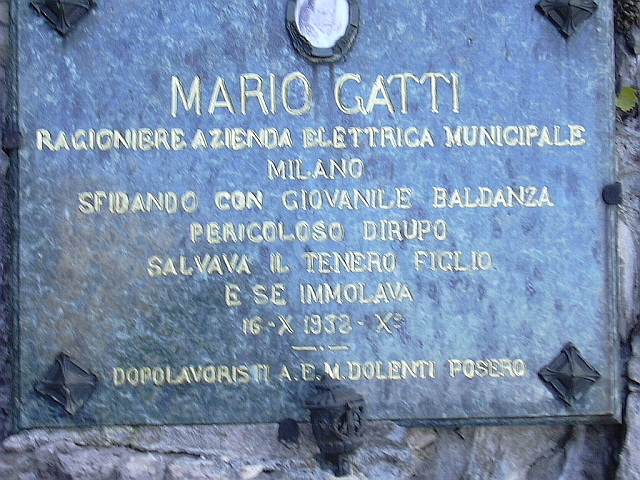 MARIO GATTI
RAGIONIERE AZIENDA ELETTRICA MUNICIPALE
MILANO
SFIDANDO CON GIOVANILE BALDANZA
PERICOLOSO DIRUPO
SALVAVA IL TENERO FIGLIO
E SE IMMOLAVA
16-X 1932-Xº
DOPOLAVORISTI A.E.M. DOLENTI POSERO